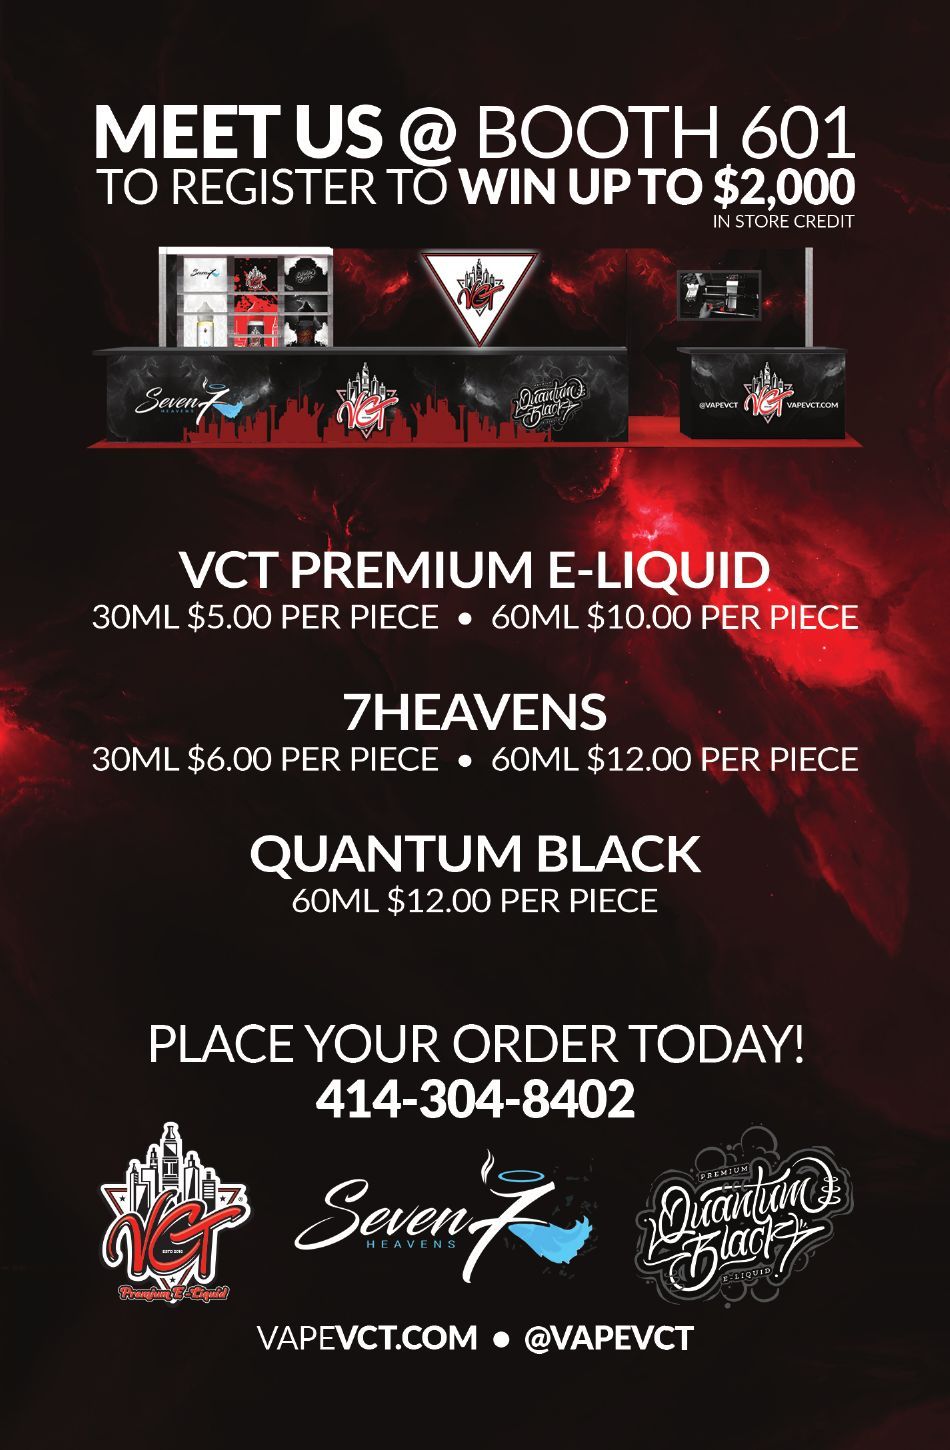 MEET US @ BOOTH 601
TO REGISTER TO WIN UP TO $2,000
IN STORE CREDIT
Seven7
VCT
Seven 7
HEAVENS
VCT
Quantum
Black
@VAPEVCT
VCT
VAPEVCT.COM
VCT PREMIUM E-LIQUID
30ML $5.00 PER PIECE • 60ML $10.00 PER PIECE
7HEAVENS
30ML $6.00 PER PIECE • 60ML $12.00 PER PIECE
QUANTUM BLACK
60ML $12.00 PER PIECE
PLACE YOUR ORDER TODAY!
414-304-8402
VCT
Premium E-Liquid
Seven 7
HEAVENS
PREMIUM
Quantum
Black
E-LIQUID
VAPEVCT.COM • @VAPEVCT